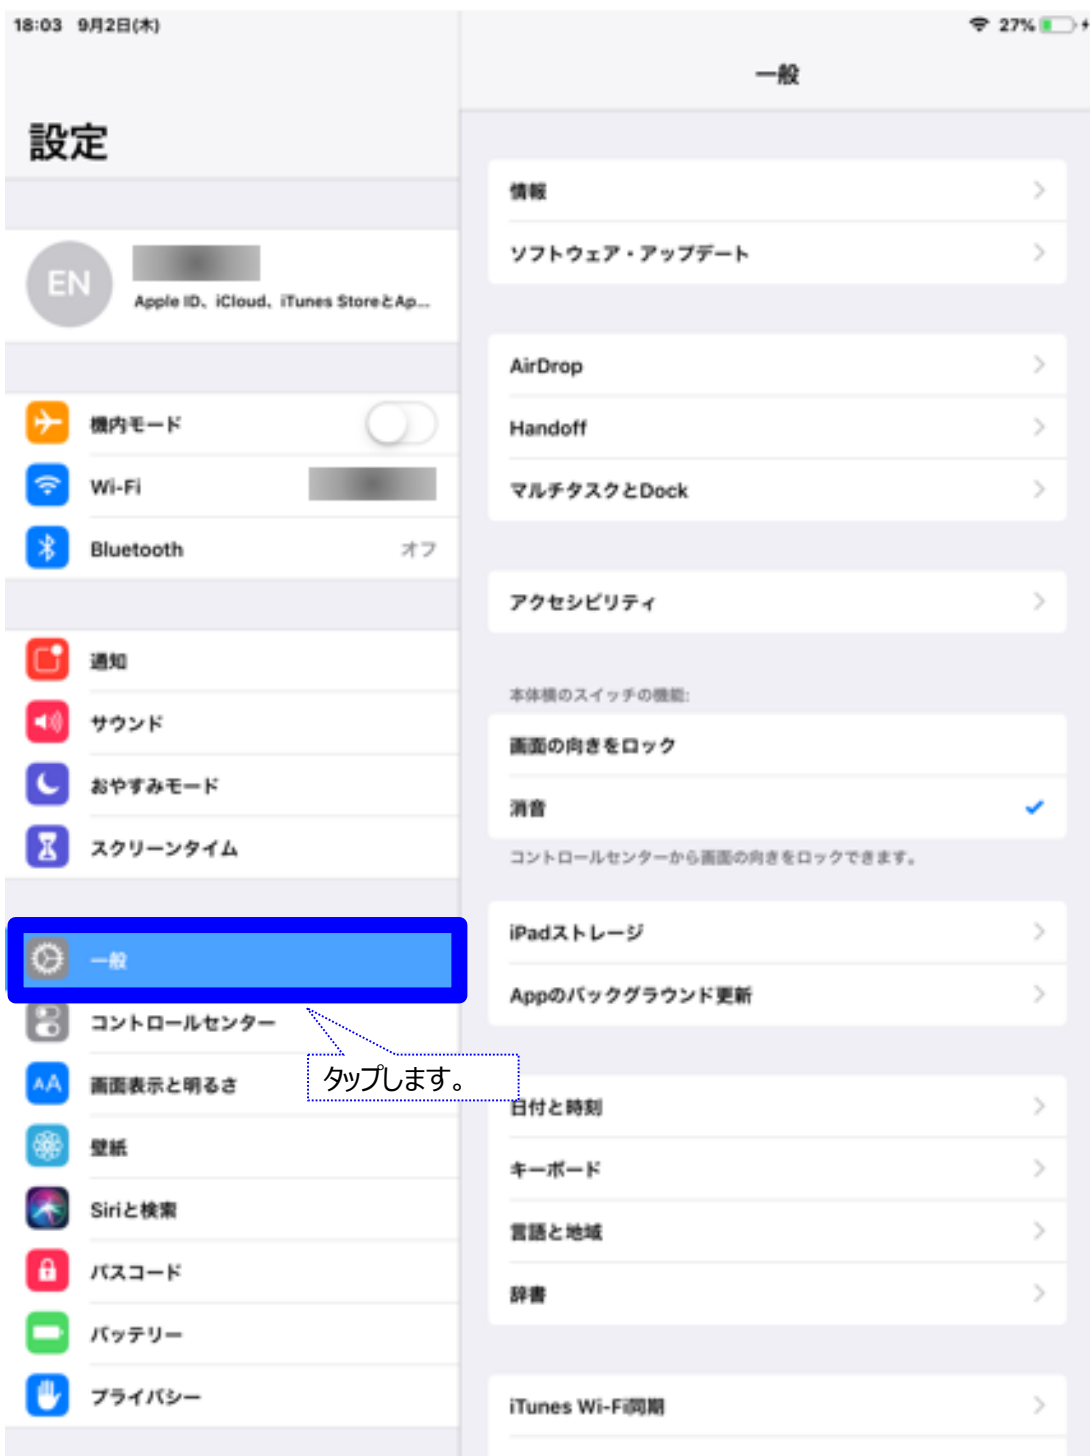 18:03 9月2日(木)
27%
設定
EN
Apple ID、iCloud、iTunes StoreとAp...
機内モード
Wi-Fi
Bluetooth オフ
通知
サウンド
おやすみモード
スクリーンタイム
一般
コントロールセンター
タップします。
AA 画面表示と明るさ
壁紙
Siriと検索
パスコード
バッテリー
プライバシー
一般
情報
ソフトウェア・アップデート
AirDrop
Handoff
マルチタスクとDock
アクセシビリティ
本体横のスイッチの機能:
画面の向きをロック
消音
コントロールセンターから画面の向きをロックできます。
iPadストレージ
Appのバックグラウンド更新
日付と時刻
キーボード
言語と地域
辞書
iTunes Wi-Fi同期